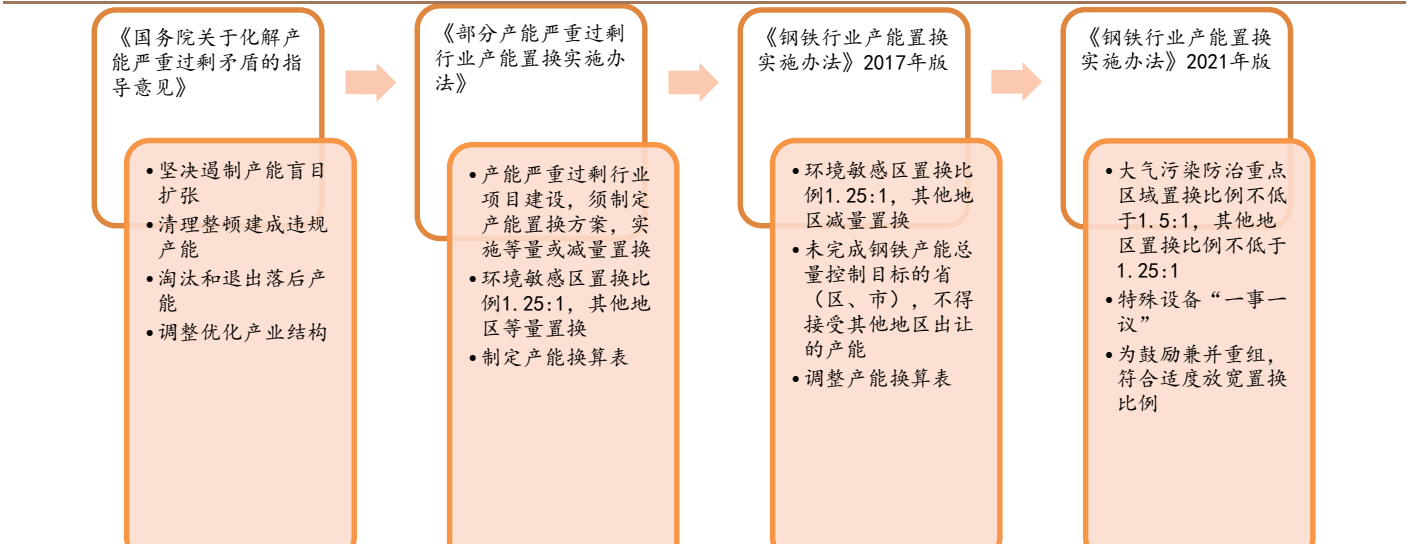 《国务院关于化解产
能严重过剩矛盾的指
导意见》
•坚决遏制产能盲目
扩张
•清理整顿建成违规
产能
•淘汰和退出落后产
能
•调整优化产业结构
《部分产能严重过剩
行业产能置换实施办
法》
•产能严重过剩行业
项目建设，须制定
产能置换方案，实
施等量或减量置换
•环境敏感区置换比
例1.25:1，其他地
区等量置换
•制定产能换算表
《钢铁行业产能置换
实施办法》2017年版
•环境敏感区置换比
例1.25:1，其他地
区减量置换
•未完成钢铁产能总
量控制目标的省
（区、市），不得
接受其他地区出让
的产能
•调整产能换算表
《钢铁行业产能置换
实施办法》2021年版
•大气污染防治重点
区域置换比例不低
于1.5:1，其他地
区置换比例不低于
1.25:1
•特殊设备“一事一
议”
•为鼓励兼并重组，
符合适度放宽置换
比例